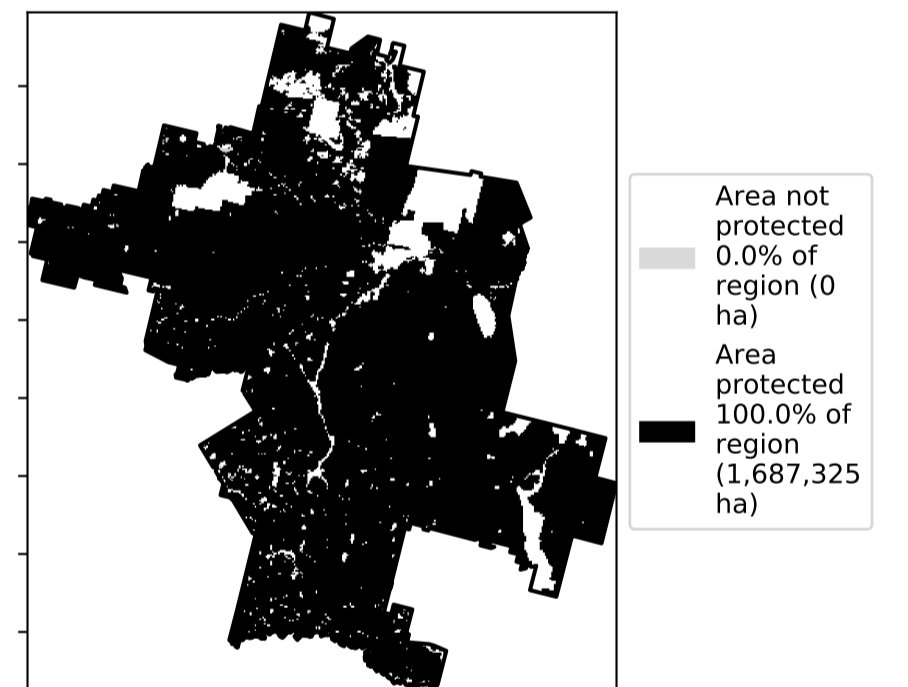 Area not
protected
0.0% of
region (0
ha)
Area
protected
100.0% of
region
(1,687,325
ha)